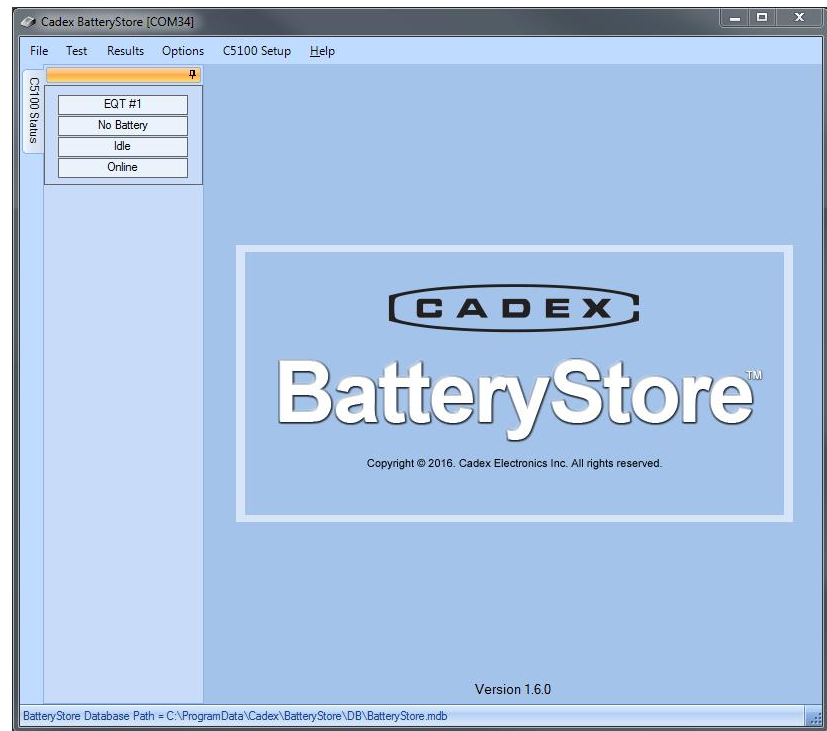 Cadex BatteryStore [COM34]
File Test Results Options C5100 Setup Help
C5100 Status
EQT #1
No Battery
Idle
Online
CADEX
BatteryStore™
Copyright © 2016. Cadex Electronics Inc. All rights reserved.
Version 1.6.0
BatteryStore Database Path = C:\ProgramData\Cadex\BatteryStore\DB\BatteryStore.mdb